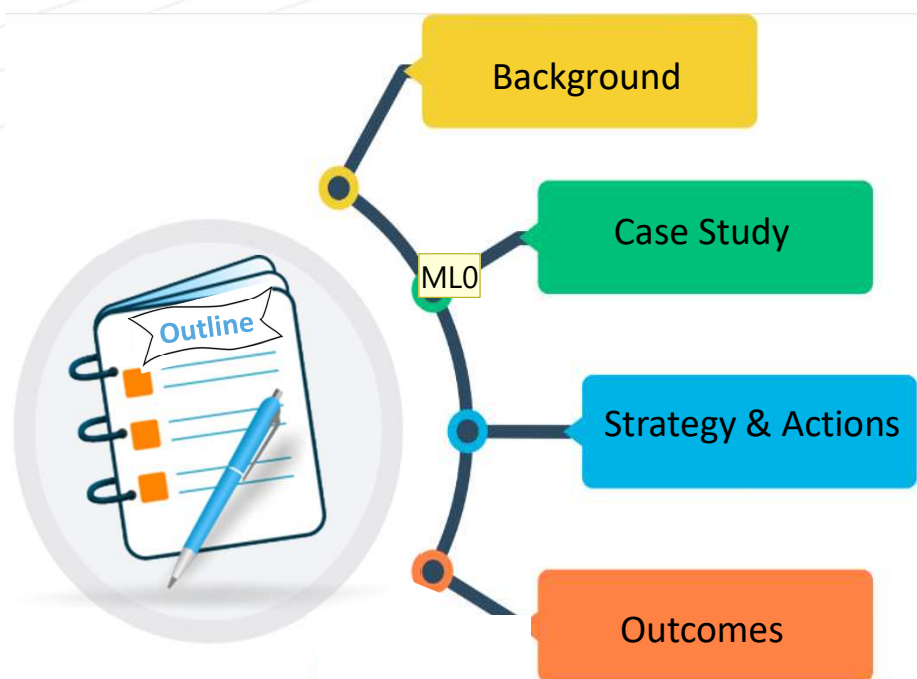 Background
Case Study
ML0
Outline
Strategy & Actions
Outcomes